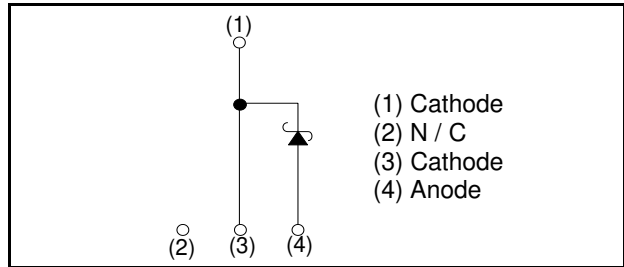 (1)
(1) Cathode
(2) N / C
(3) Cathode
(4) Anode
(2) (3) (4)